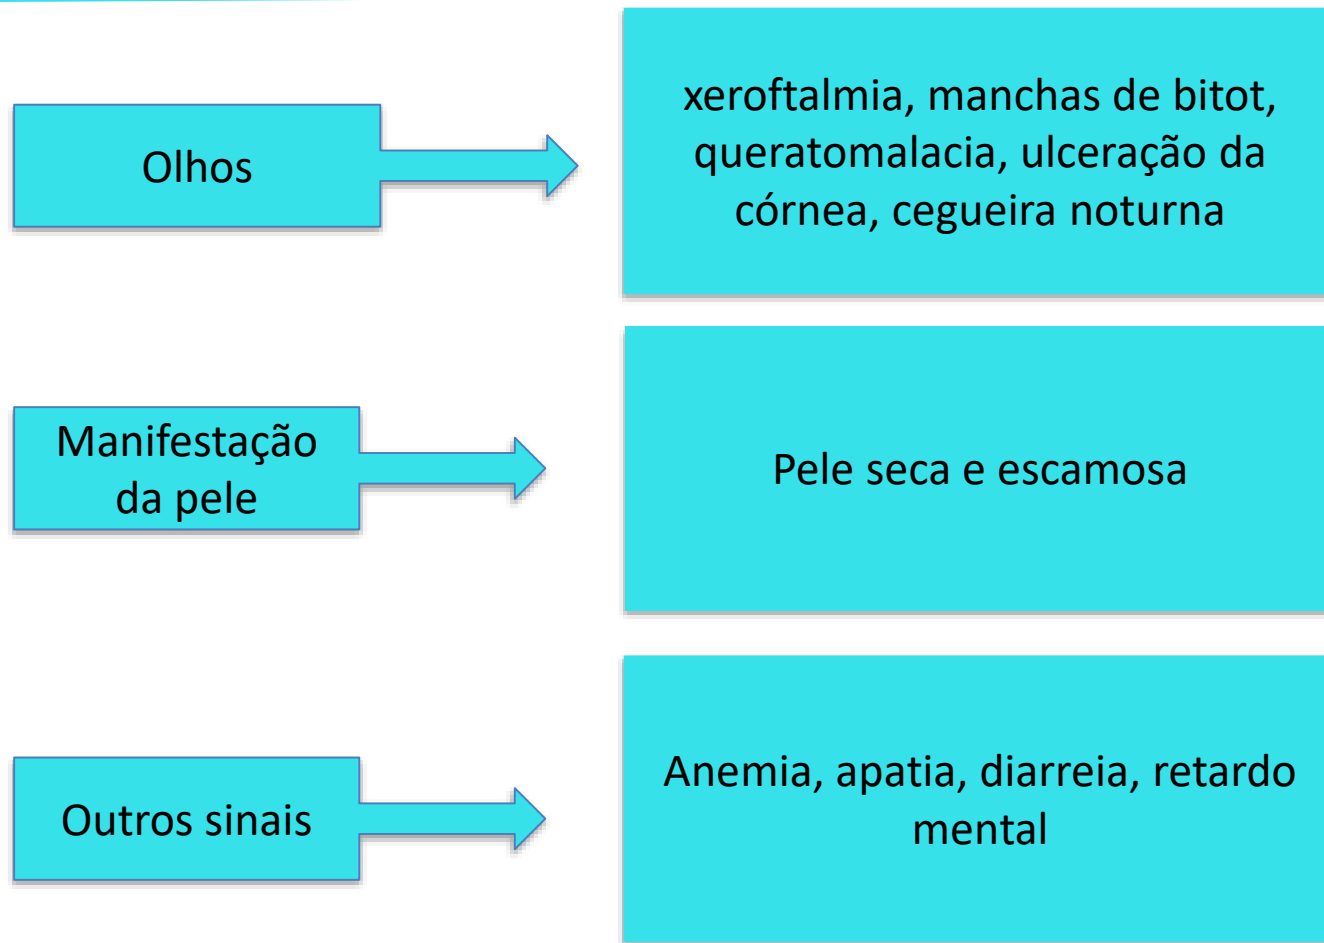 Olhos
xeroftalmia, manchas de bitot,
queratomalacia, ulceração da
córnea, cegueira noturna
Manifestação
da pele
Pele seca e escamosa
Outros sinais
Anemia, apatia, diarreia, retardo
mental